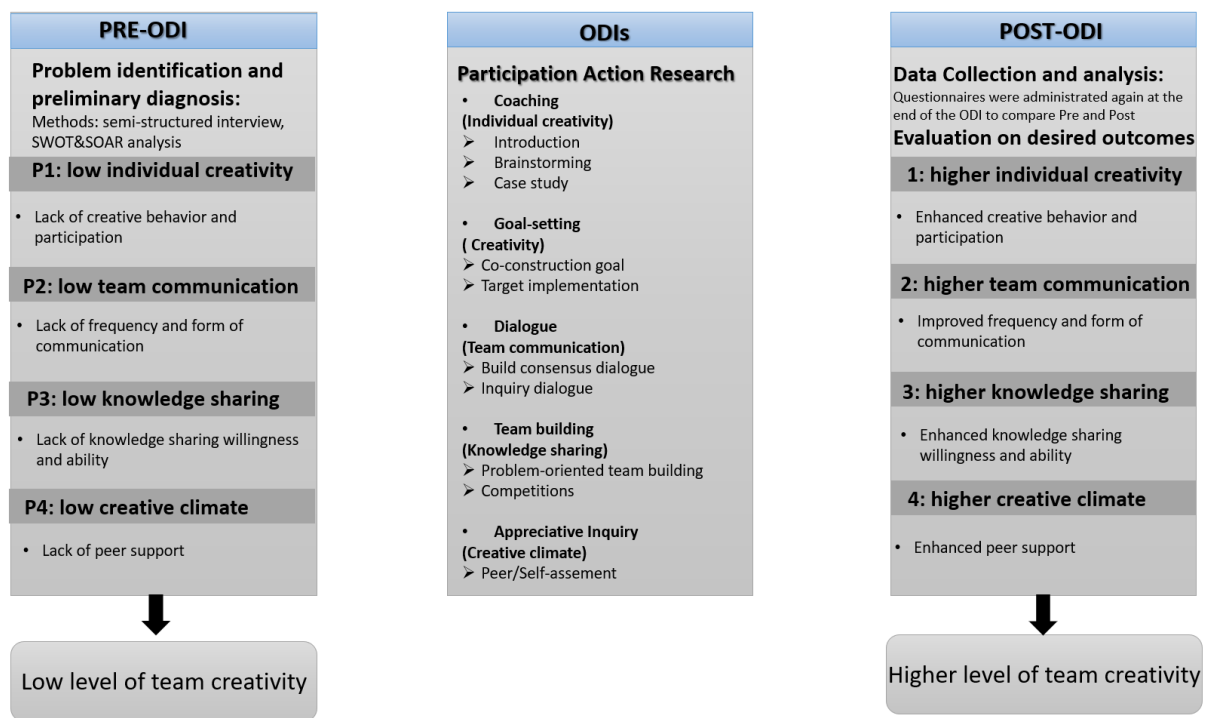 PRE-ODI
Problem identification and
preliminary diagnosis:
Methods: semi-structured interview,
SWOT&SOAR analysis
P1: low individual creativity
• Lack of creative behavior and
participation
P2: low team communication
• Lack of frequency and form of
communication
P3: low knowledge sharing
• Lack of knowledge sharing willingness
and ability
P4: low creative climate
• Lack of peer support
Low level of team creativity
ODIs
Participation Action Research
• Coaching
(Individual creativity)
➢ Introduction
➢ Brainstorming
➢ Case study
• Goal-setting
( Creativity)
➢ Co-construction goal
➢ Target implementation
• Dialogue
(Team communication)
➢ Build consensus dialogue
➢ Inquiry dialogue
• Team building
(Knowledge sharing)
➢ Problem-oriented team building
➢ Competitions
• Appreciative Inquiry
(Creative climate)
➢ Peer/Self-assement
POST-ODI
Data Collection and analysis:
Questionnaires were administrated again at the
end of the ODI to compare Pre and Post
Evaluation on desired outcomes
1: higher individual creativity
• Enhanced creative behavior and
participation
2: higher team communication
• Improved frequency and form of
communication
3: higher knowledge sharing
• Enhanced knowledge sharing
willingness and ability
4: higher creative climate
• Enhanced peer support
Higher level of team creativity